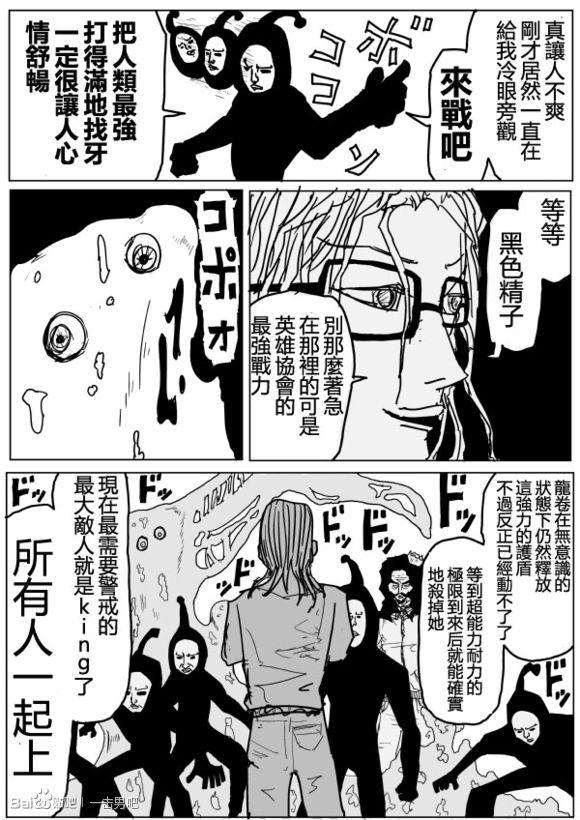 真讓人不爽
剛才居然一直在
給我冷眼旁觀
來戰吧
ボ
コ
コ
ン
把人類最強
打得滿地找牙
一定很讓人心
情舒暢
等等
黑色精子
別那麼著急
在那裡的可是
英雄協會的
最強戰力
コポォ
龍卷在無意識的
狀態下仍然釋放
這強力的護盾
不過反正已經動不了了
等到超能力耐力的
極限到來后就能確實
地殺掉她
ドッ
ドッ
ドッ
ドッ
ドッ
現在最需要警戒的
最大敵人就是king了
所有人一起上
ドッ
Bai 贴吧 | 一击男吧